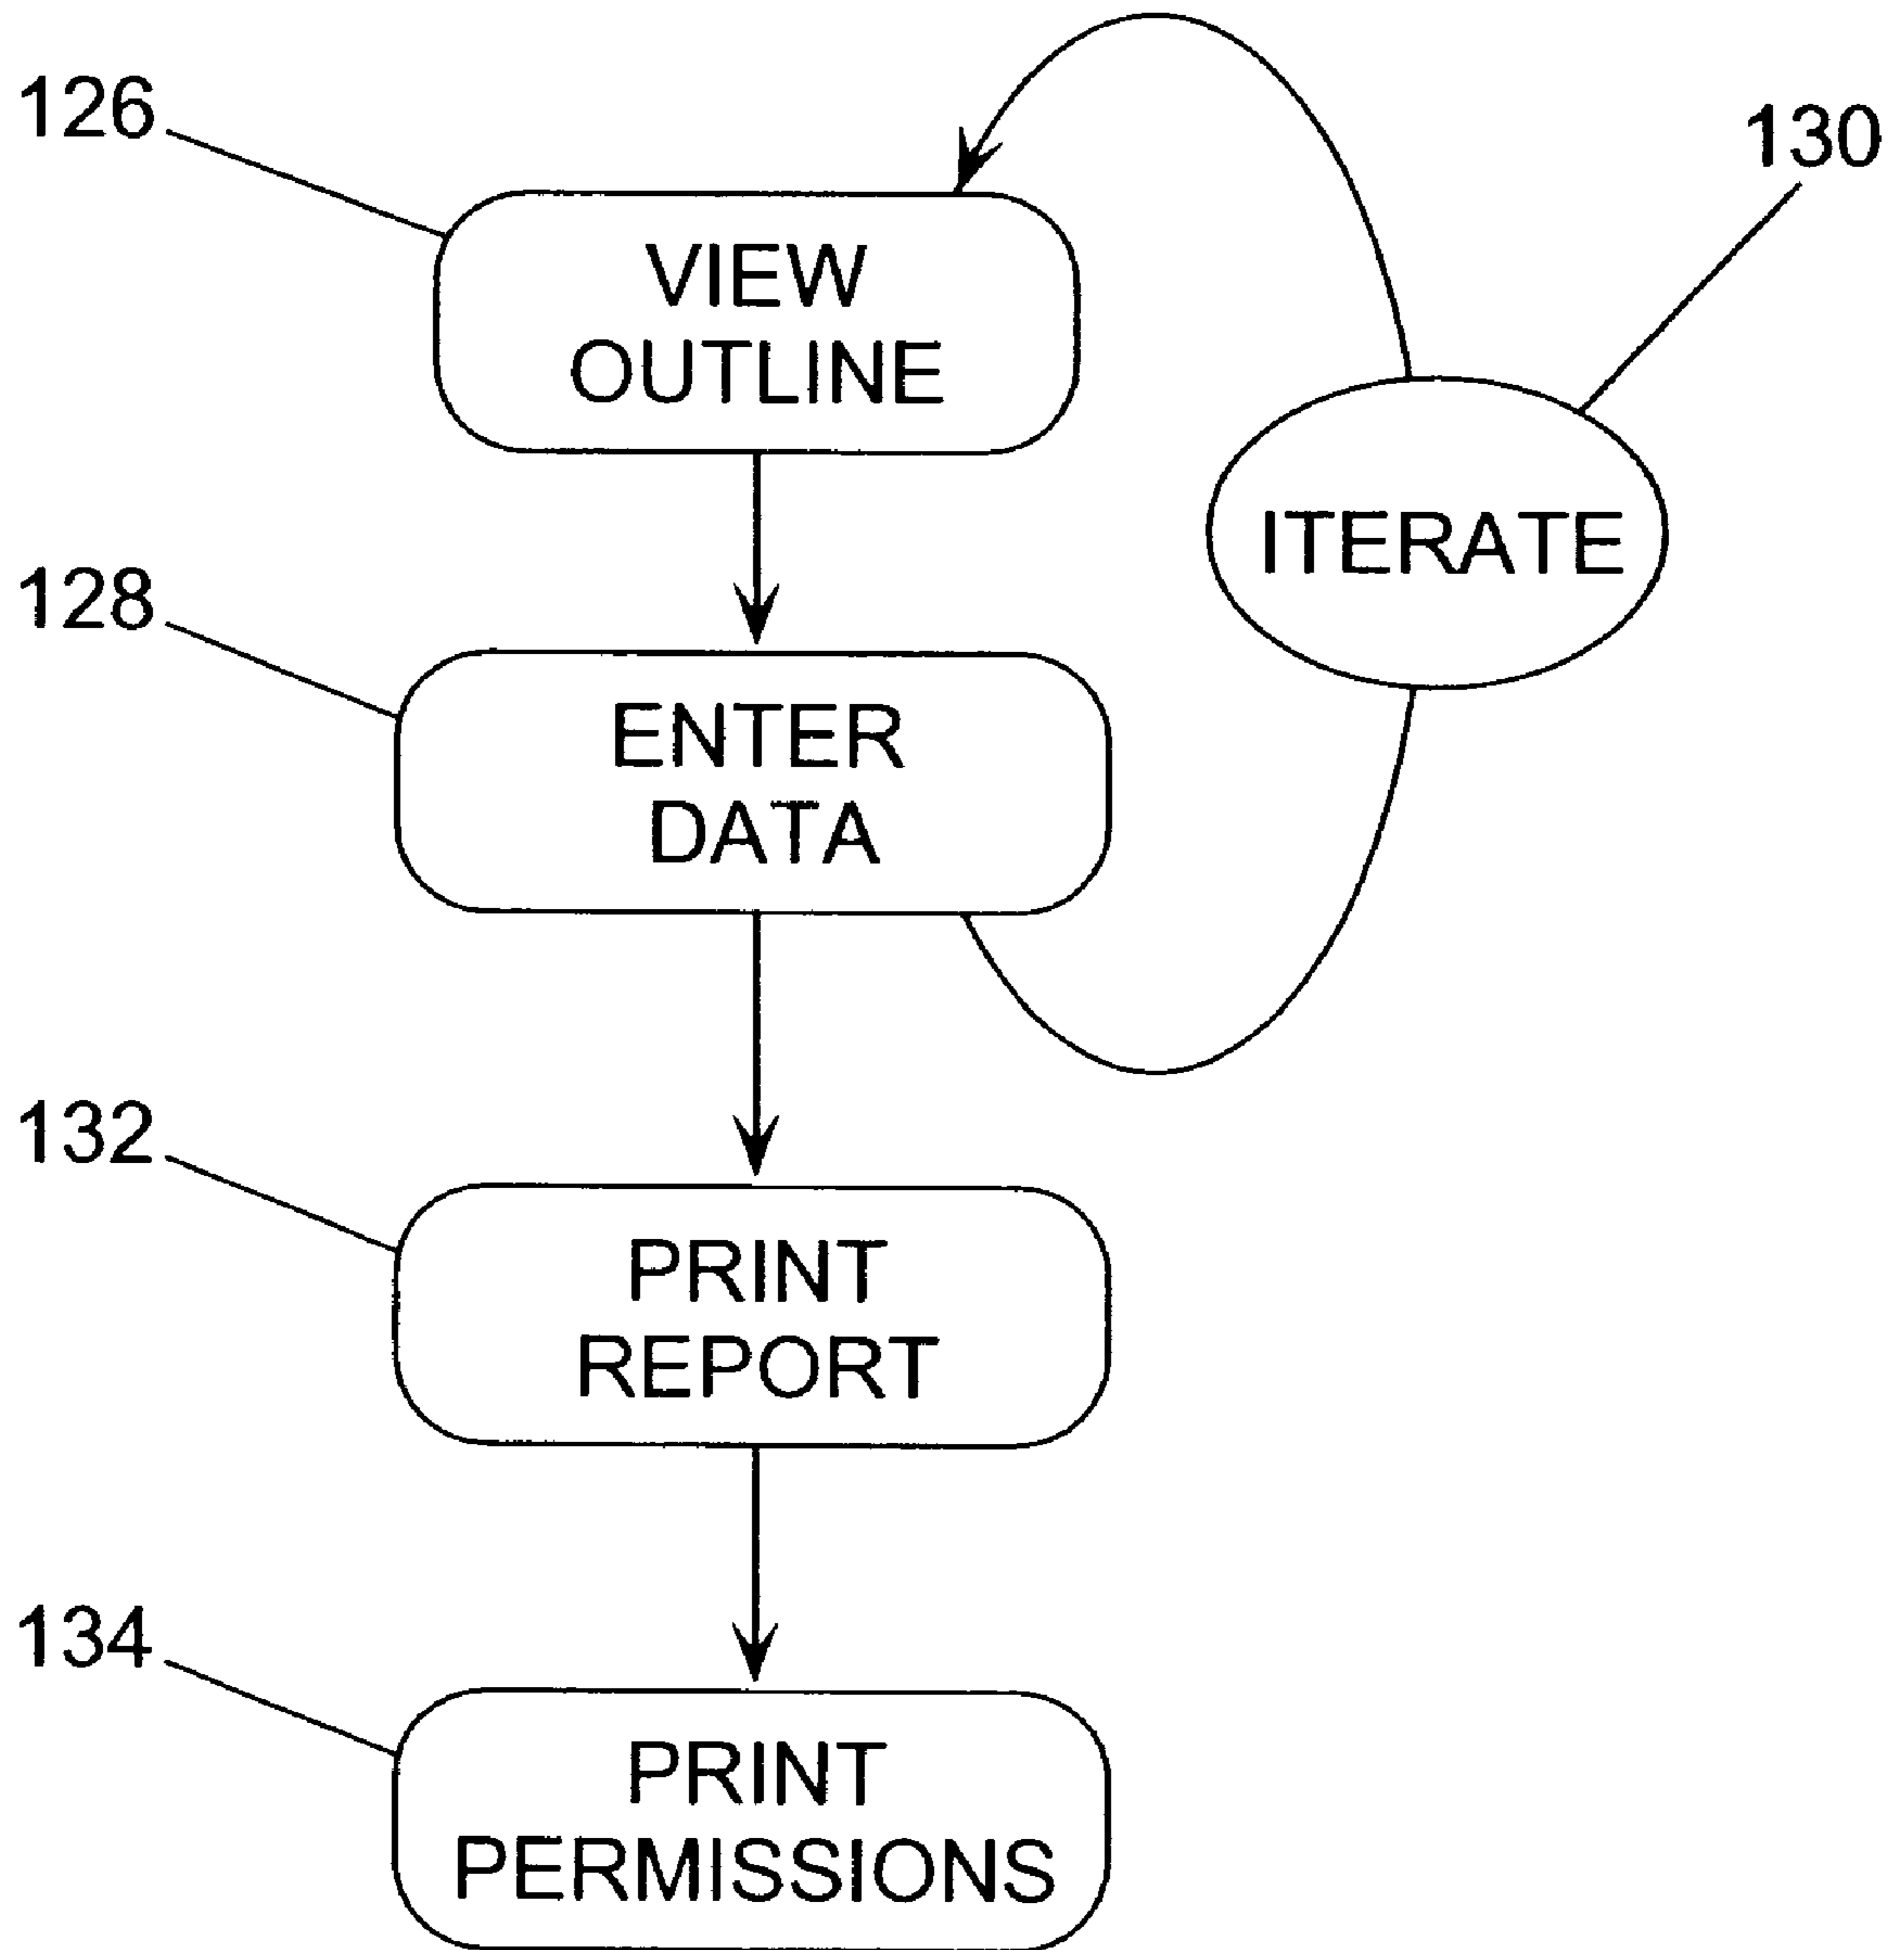 126
130
VIEW
OUTLINE
ITERATE
128
ENTER
DATA
132
PRINT
REPORT
134
PRINT
PERMISSIONS